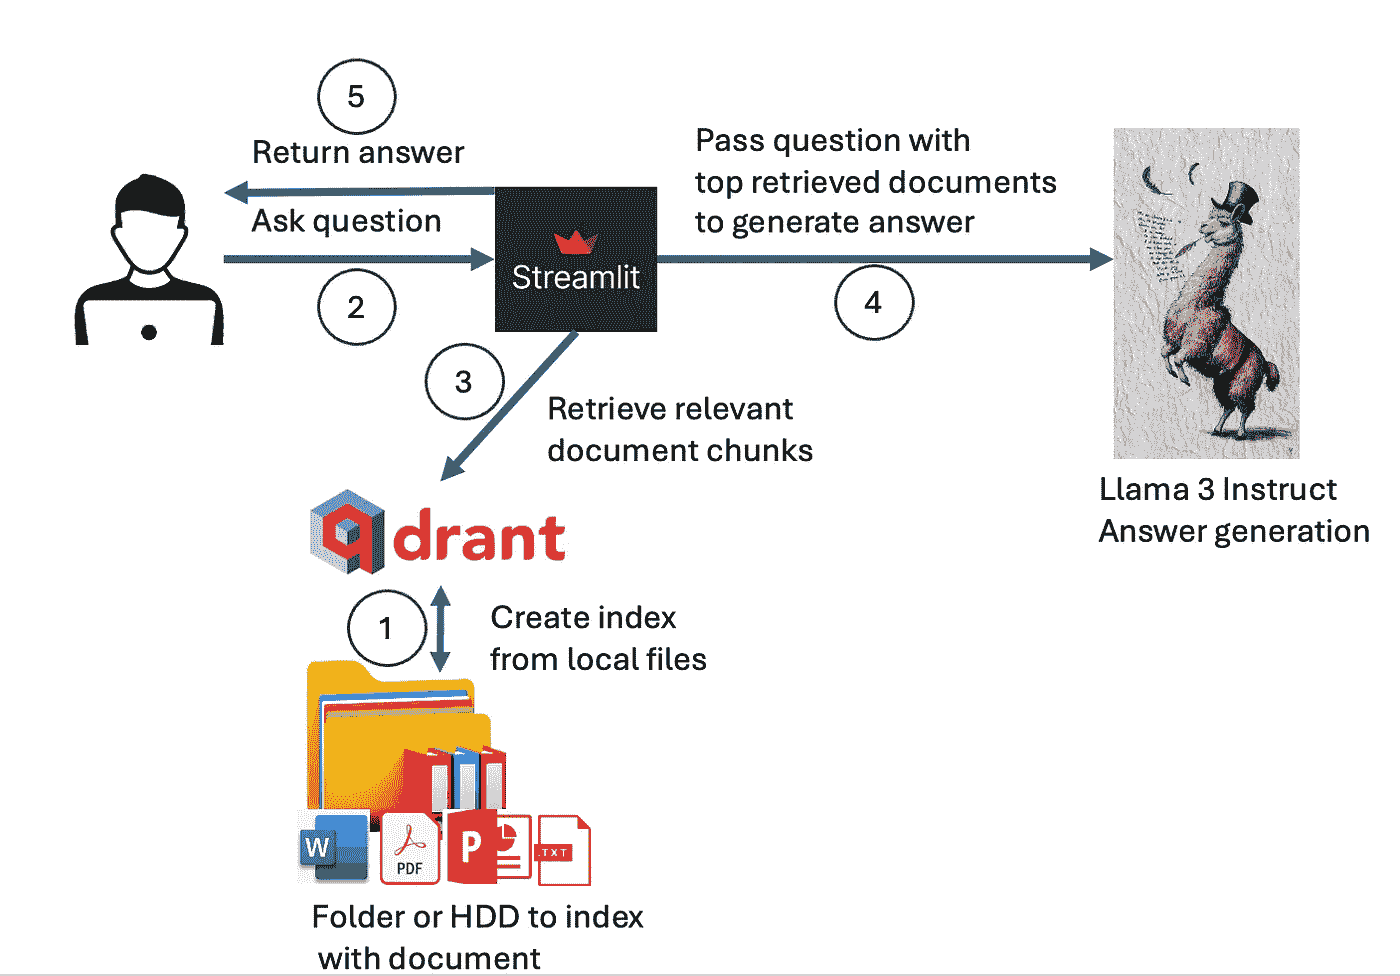 5
Return answer
Ask question
2
Streamlit
Pass question with
top retrieved documents
to generate answer
4
3
Retrieve relevant
document chunks
Llama 3 Instruct
Answer generation
qdrant
1
Create index
from local files
W
PDF
P
.TXT
Folder or HDD to index
with document